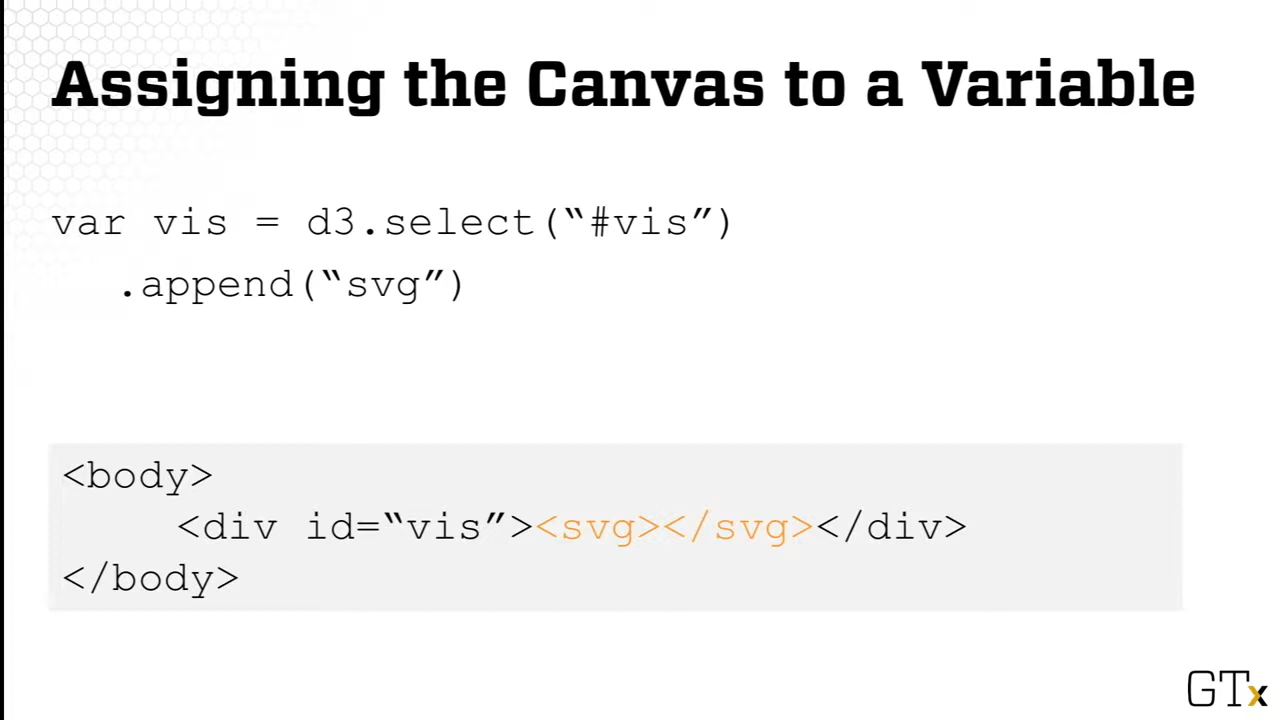 Assigning the Canvas to a Variable
var vis = d3.select(“#vis”)
.append(“svg”)
<body>
<div id=“vis”><svg></svg></div>
</body>
GTx